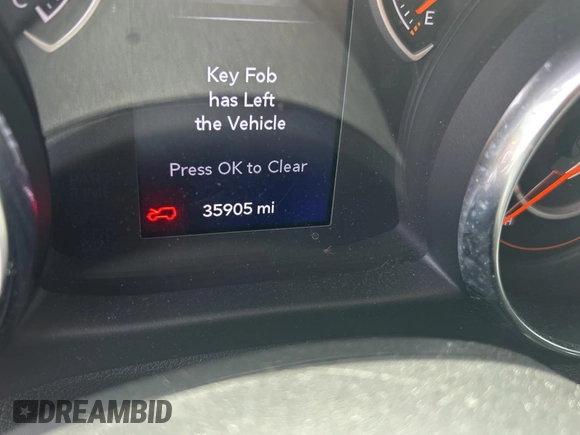 C
E
Key Fob
has Left
the Vehicle
Press OK to Clear
35905 mi
DREAMBID